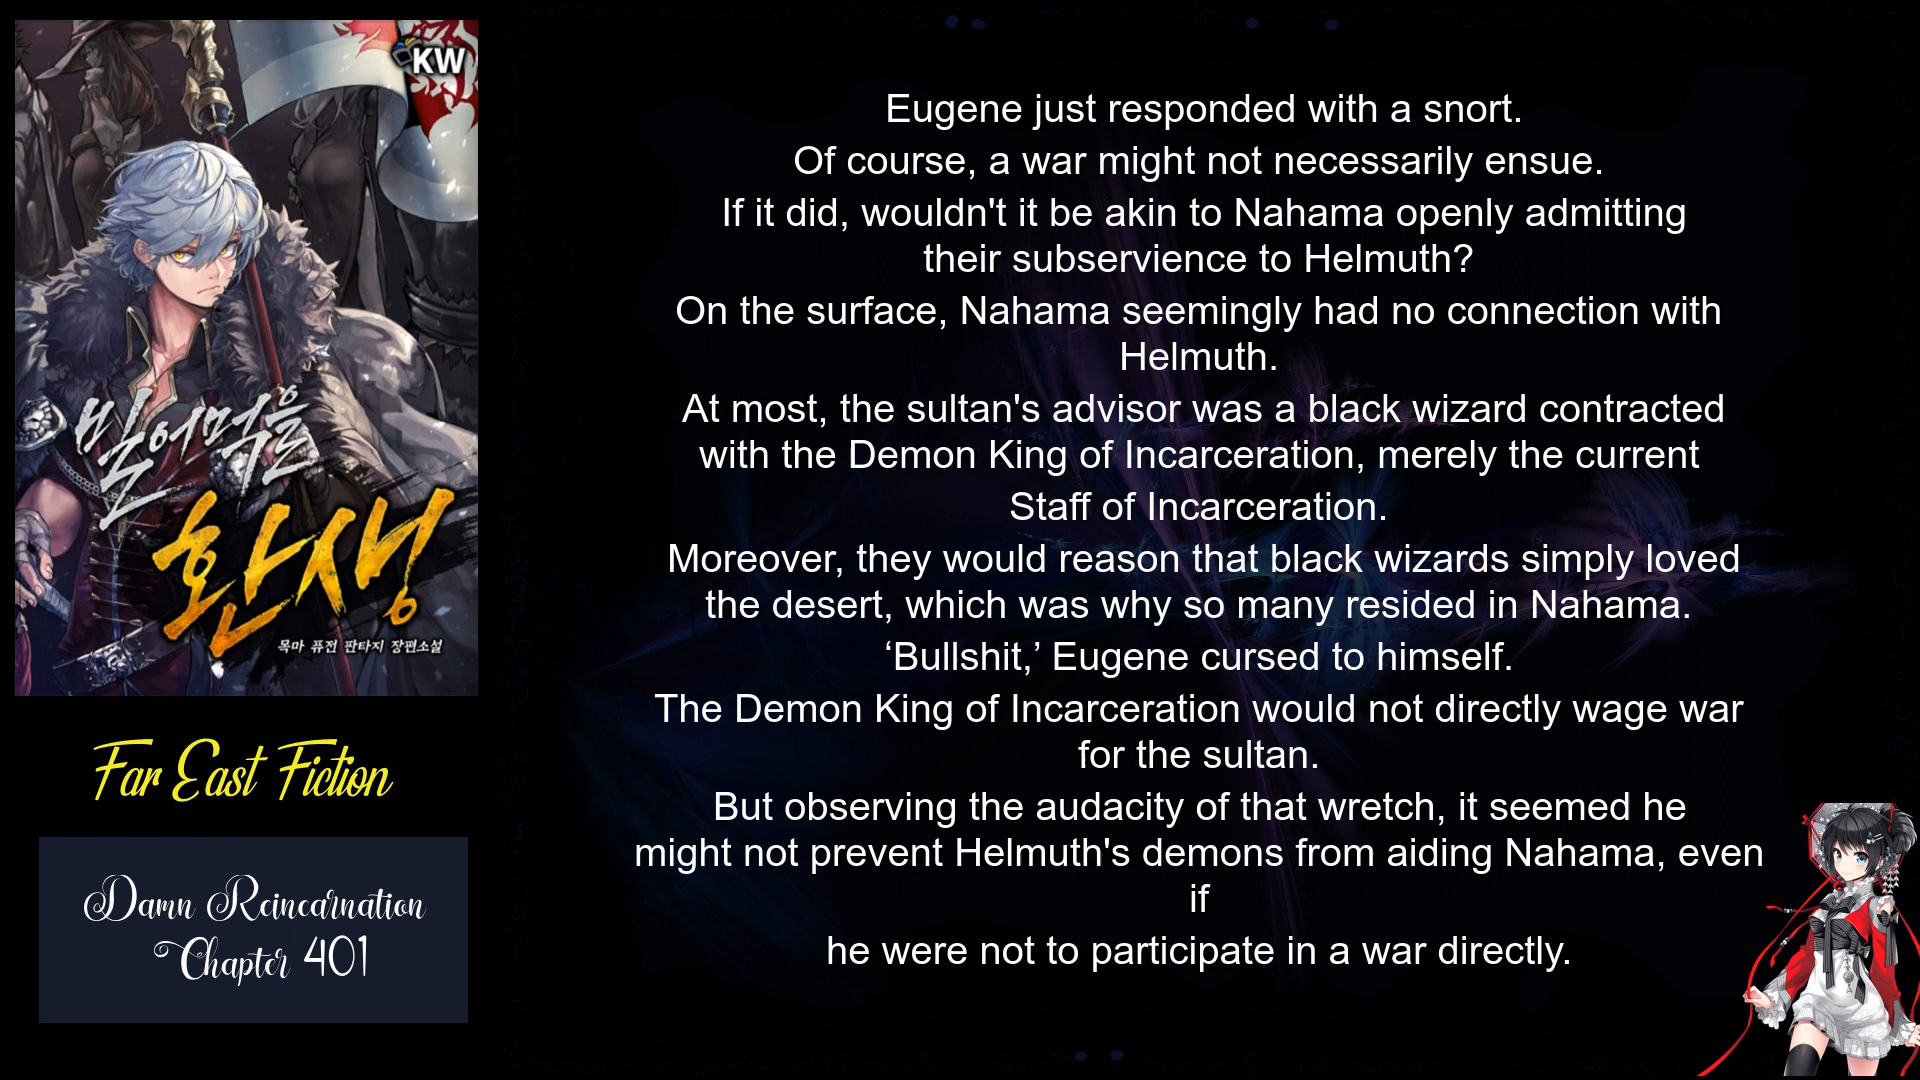 KW
빌어먹을
환생
목마 퓨전 판타지 장편소설
Far East Fiction
Damn Reincarnation
Chapter 401
Eugene just responded with a snort.
Of course, a war might not necessarily ensue.
If it did, wouldn't it be akin to Nahama openly admitting
their subservience to Helmuth?
On the surface, Nahama seemingly had no connection with
Helmuth.
At most, the sultan's advisor was a black wizard contracted
with the Demon King of Incarceration, merely the current
Staff of Incarceration.
Moreover, they would reason that black wizards simply loved
the desert, which was why so many resided in Nahama.
‘Bullshit,’ Eugene cursed to himself.
The Demon King of Incarceration would not directly wage war
for the sultan.
But observing the audacity of that wretch, it seemed he
might not prevent Helmuth's demons from aiding Nahama, even
if
he were not to participate in a war directly.